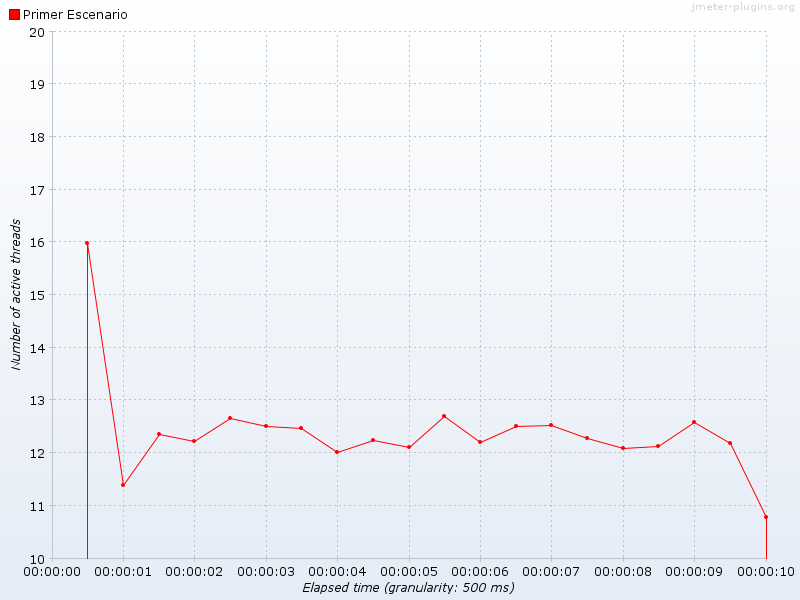 jmeter-plugins.org
Primer Escenario
20
19
18
17
16
15
14
13
12
11
10
Number of active threads
00:00:00 00:00:01 00:00:02 00:00:03 00:00:04 00:00:05 00:00:06 00:00:07 00:00:08 00:00:09 00:00:10
Elapsed time (granularity: 500 ms)